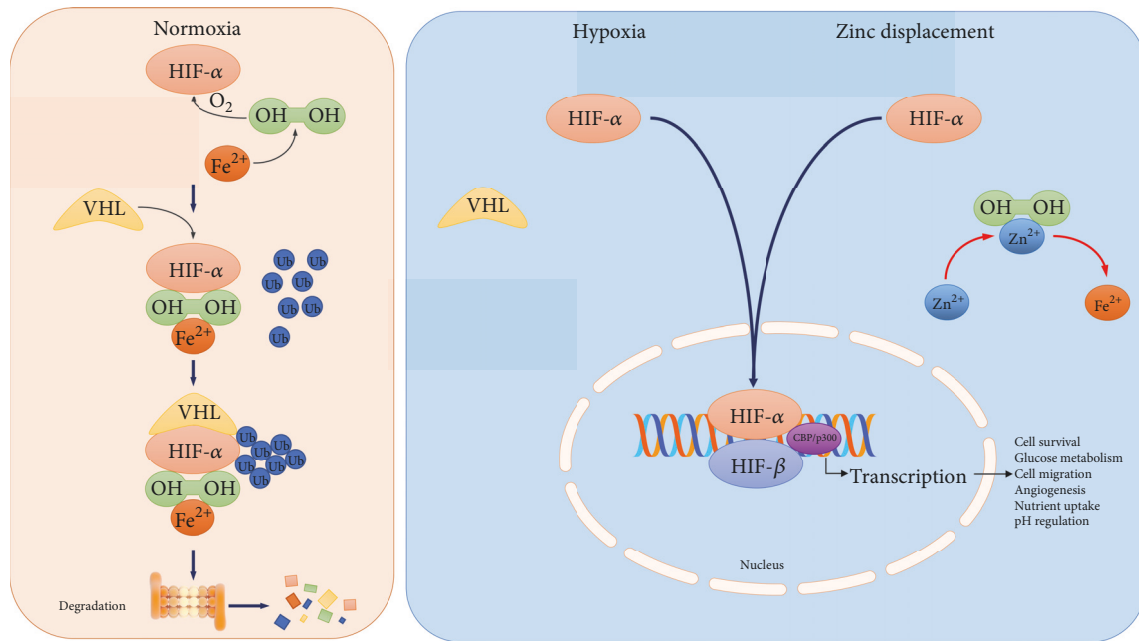 Normoxia
HIF-α
O₂
OH OH
Fe²⁺
VHL
HIF-α
Ub
Ub
Ub
Ub
Ub
Ub
Ub
OH OH
Fe²⁺
VHL
HIF-α
Ub
Ub
Ub
Ub
Ub
Ub
Ub
OH OH
Fe²⁺
Degradation
Hypoxia
Zinc displacement
HIF-α
HIF-α
VHL
OH OH
Zn²⁺
Zn²⁺
Fe²⁺
HIF-α
CBP/p300
HIF-β
Transcription
Cell survival
Glucose metabolism
Cell migration
Angiogenesis
Nutrient uptake
pH regulation
Nucleus